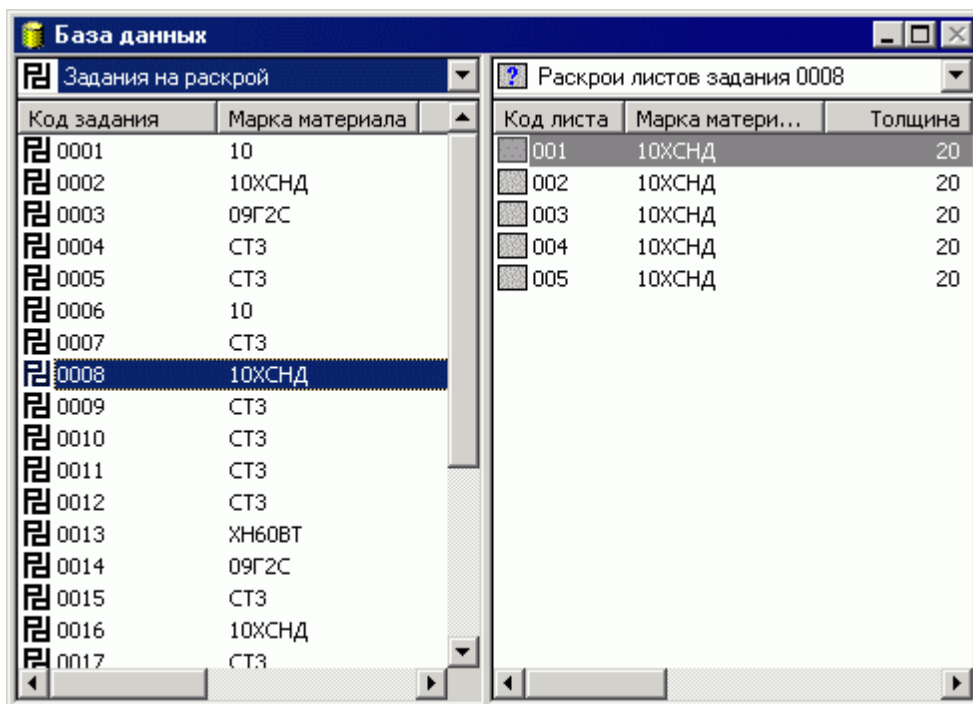 База данных
Задания на раскрой
Код задания Марка материала
0001 10
0002 10ХСНД
0003 09Г2С
0004 СТ3
0005 СТ3
0006 10
0007 СТ3
0008 10ХСНД
0009 СТ3
0010 СТ3
0011 СТ3
0012 СТ3
0013 ХН60ВТ
0014 09Г2С
0015 СТ3
0016 10ХСНД
0017 СТ3
? Раскрои листов задания 0008
Код листа Марка матери... Толщина
001 10ХСНД 20
002 10ХСНД 20
003 10ХСНД 20
004 10ХСНД 20
005 10ХСНД 20